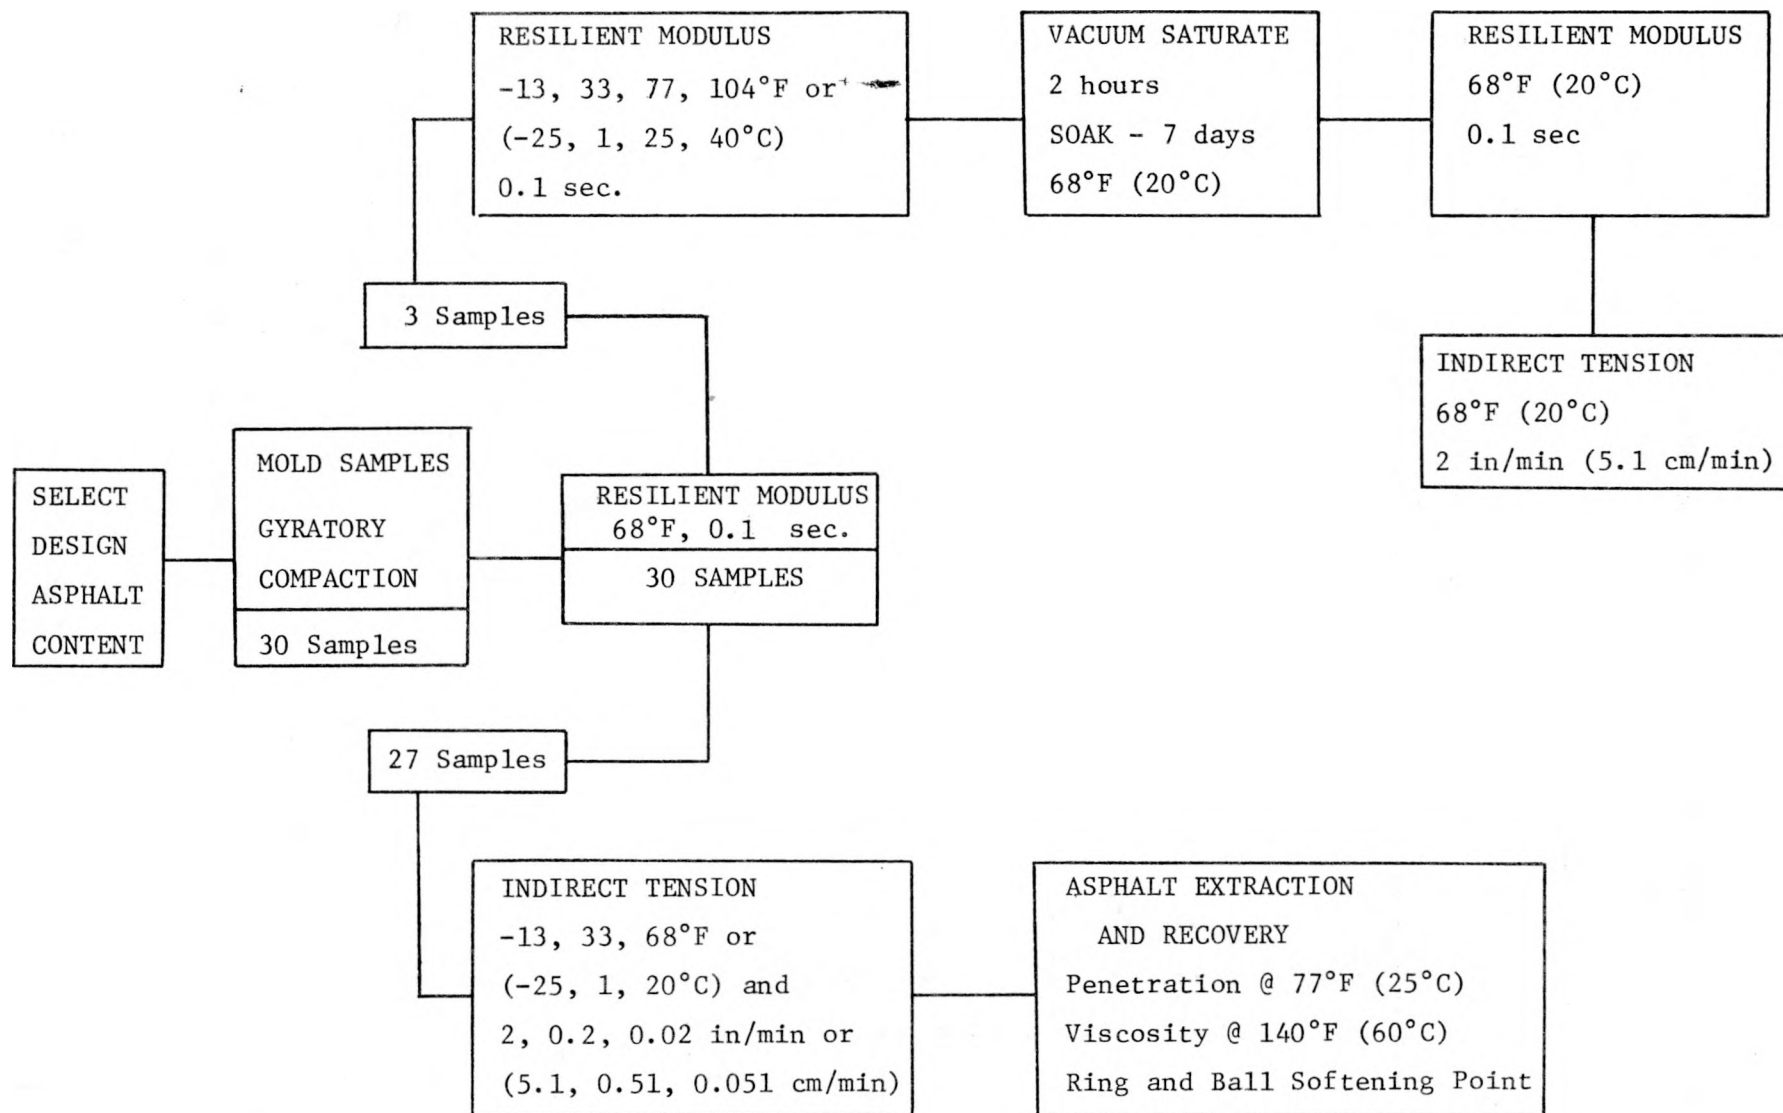 RESILIENT MODULUS
-13, 33, 77, 104°F or
(-25, 1, 25, 40°C)
0.1 sec.
VACUUM SATURATE
2 hours
SOAK - 7 days
68°F (20°C)
RESILIENT MODULUS
68°F (20°C)
0.1 sec
3 Samples
INDIRECT TENSION
68°F (20°C)
2 in/min (5.1 cm/min)
SELECT
DESIGN
ASPHALT
CONTENT
MOLD SAMPLES
GYRATORY
COMPACTION
30 Samples
RESILIENT MODULUS
68°F, 0.1 sec.
30 SAMPLES
27 Samples
INDIRECT TENSION
-13, 33, 68°F or
(-25, 1, 20°C) and
2, 0.2, 0.02 in/min or
(5.1, 0.51, 0.051 cm/min)
ASPHALT EXTRACTION
AND RECOVERY
Penetration @ 77°F (25°C)
Viscosity @ 140°F (60°C)
Ring and Ball Softening Point